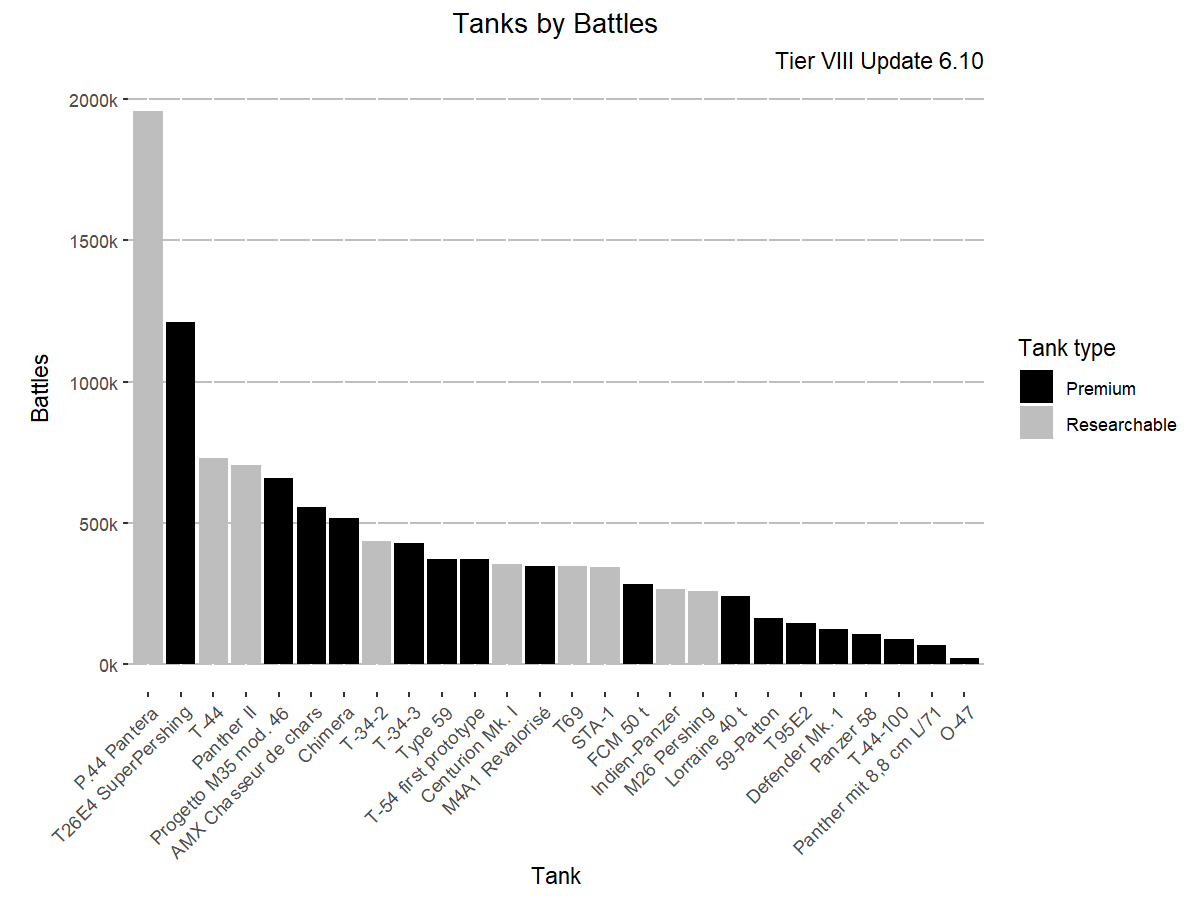 Tanks by Battles
Tier VIII Update 6.10
2000k
1500k
1000k
500k
0k
Battles
P.44 Pantera
T26E4 SuperPershing
T-44
Panther II
Progetto M35 mod. 46
AMX Chasseur de chars
Chimera
T-34-2
T-34-3
Type 59
T-54 first prototype
Centurion Mk. I
M4A1 Revalorisé
T69
STA-1
FCM 50 t
Indien-Panzer
M26 Pershing
Lorraine 40 t
59-Patton
T95E2
Defender Mk. 1
Panzer 58
T-44-100
Panther mit 8,8 cm L/71
O-47
Tank
Tank type
Premium
Researchable